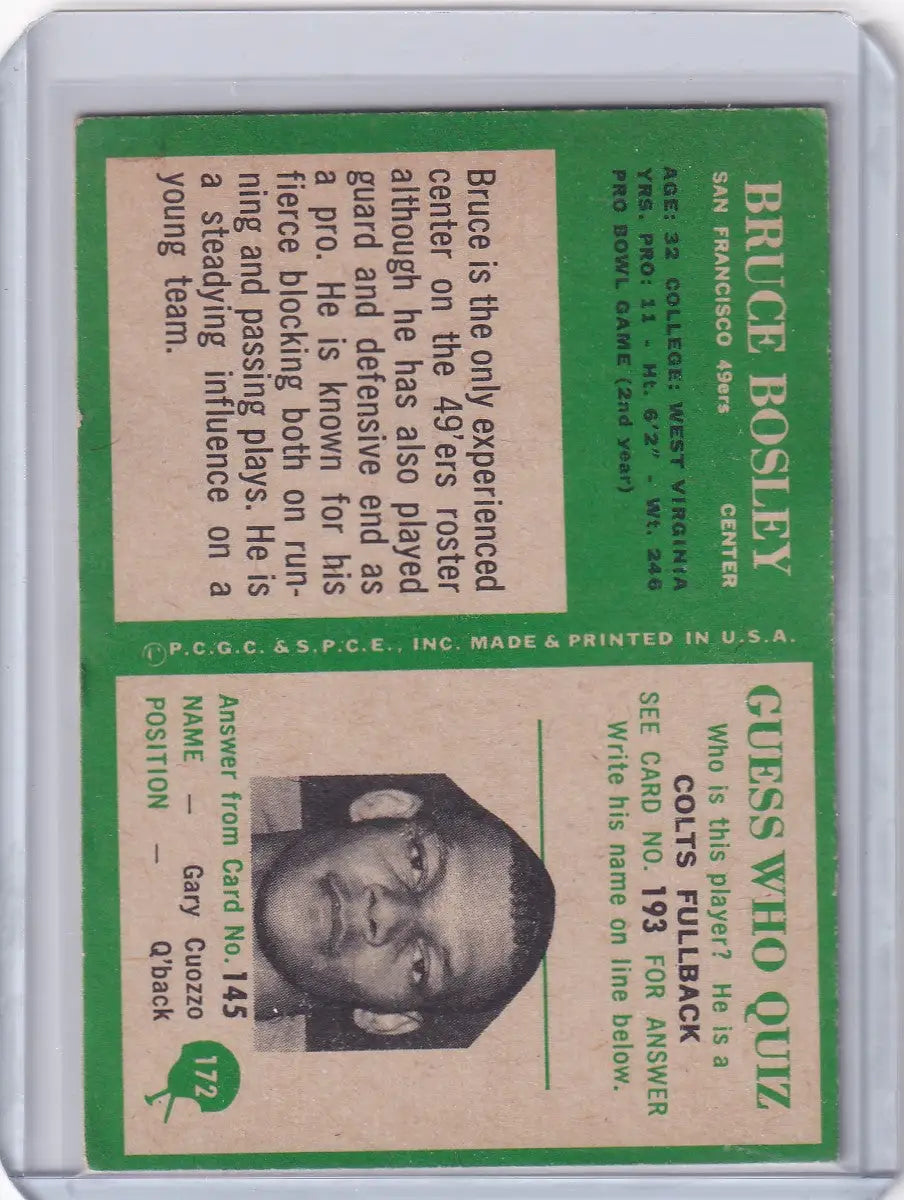 BRUCE BOSLEY
SAN FRANCISCO 49ers CENTER
AGE: 32 COLLEGE: WEST VIRGINIA
YRS. PRO: 11 - Ht. 6'2" - Wt. 246
PRO BOWL GAME (2nd year)
Bruce is the only experienced
center on the 49'ers roster
although he has also played
guard and defensive end as
a pro. He is known for his
fierce blocking both on run-
ning and passing plays. He is
a steadying influence on a
young team.
© P.C.G.C. & S.P.C.E., INC. MADE & PRINTED IN U.S.A.
GUESS WHO QUIZ
Who is this player? He is a
COLTS FULLBACK
SEE CARD NO. 193 FOR ANSWER
Write his name on line below.
Answer from Card No. 145
NAME — Gary Cuozzo
POSITION — Q'back
172